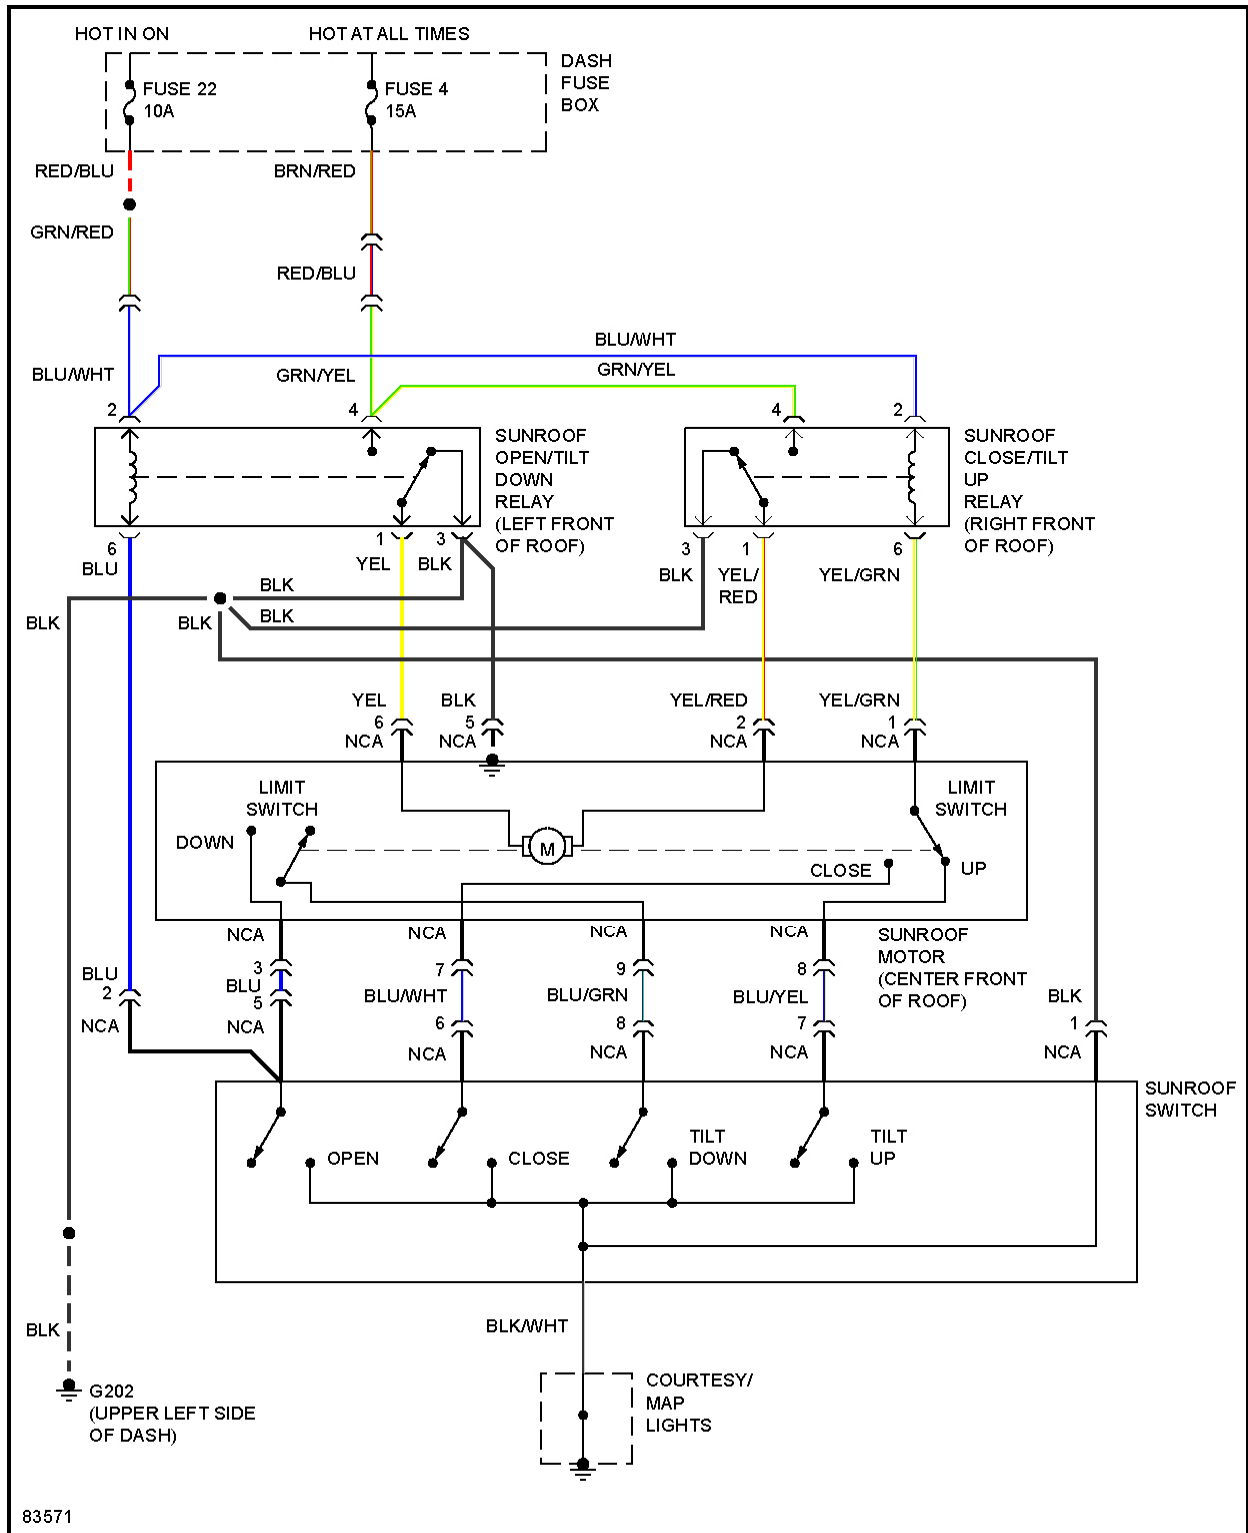 HOT IN ON
HOT AT ALL TIMES
FUSE 22
10A
FUSE 4
15A
DASH
FUSE
BOX
RED/BLU
BRN/RED
GRN/RED
RED/BLU
BLU/WHT
BLU/WHT
GRN/YEL
GRN/YEL
2
4
4
2
SUNROOF
OPEN/TILT
DOWN
RELAY
(LEFT FRONT
OF ROOF)
SUNROOF
CLOSE/TILT
UP
RELAY
(RIGHT FRONT
OF ROOF)
6
BLU
1
YEL
3
BLK
3
BLK
1
YEL/
RED
6
YEL/GRN
BLK
BLK
BLK
BLK
YEL
6
NCA
BLK
5
NCA
YEL/RED
2
NCA
YEL/GRN
1
NCA
LIMIT
SWITCH
DOWN
M
LIMIT
SWITCH
CLOSE
UP
NCA
NCA
NCA
NCA
SUNROOF
MOTOR
(CENTER FRONT
OF ROOF)
BLU
2
NCA
3
BLU
5
NCA
7
BLU/WHT
6
NCA
9
BLU/GRN
8
NCA
8
BLU/YEL
7
NCA
BLK
1
NCA
SUNROOF
SWITCH
OPEN
CLOSE
TILT
DOWN
TILT
UP
BLK
BLK/WHT
G202
(UPPER LEFT SIDE
OF DASH)
COURTESY/
MAP
LIGHTS
83571